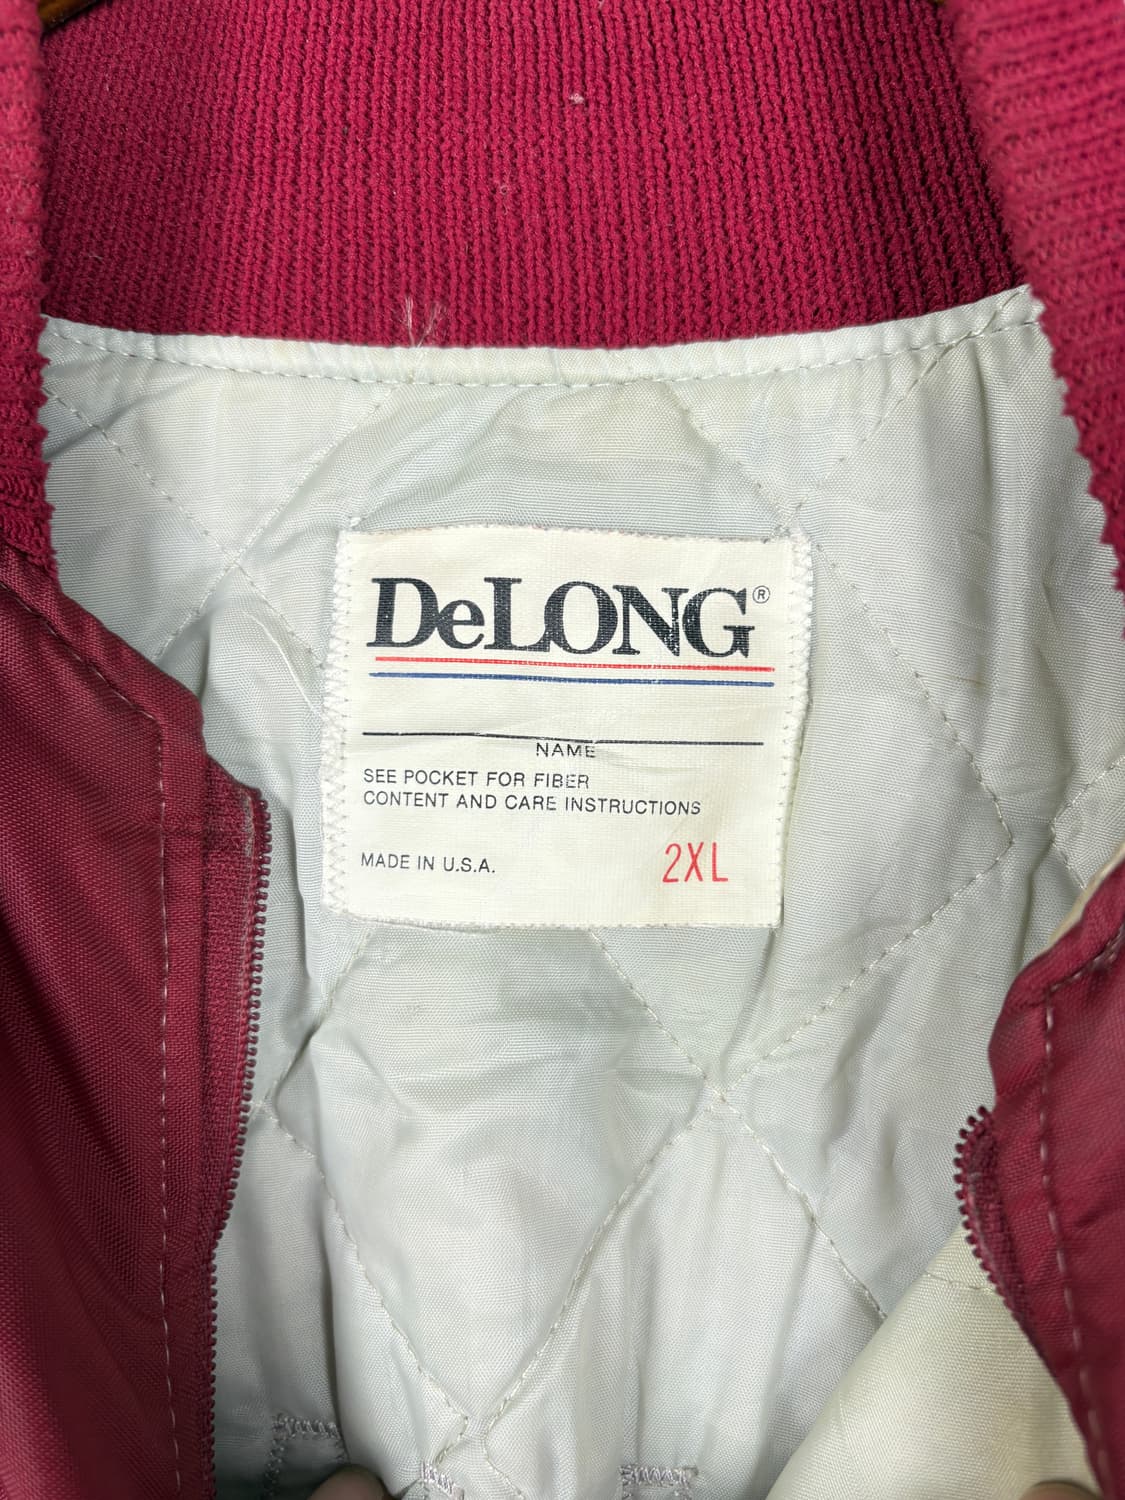 DeLONG®
NAME
SEE POCKET FOR FIBER
CONTENT AND CARE INSTRUCTIONS
MADE IN U.S.A. 2XL